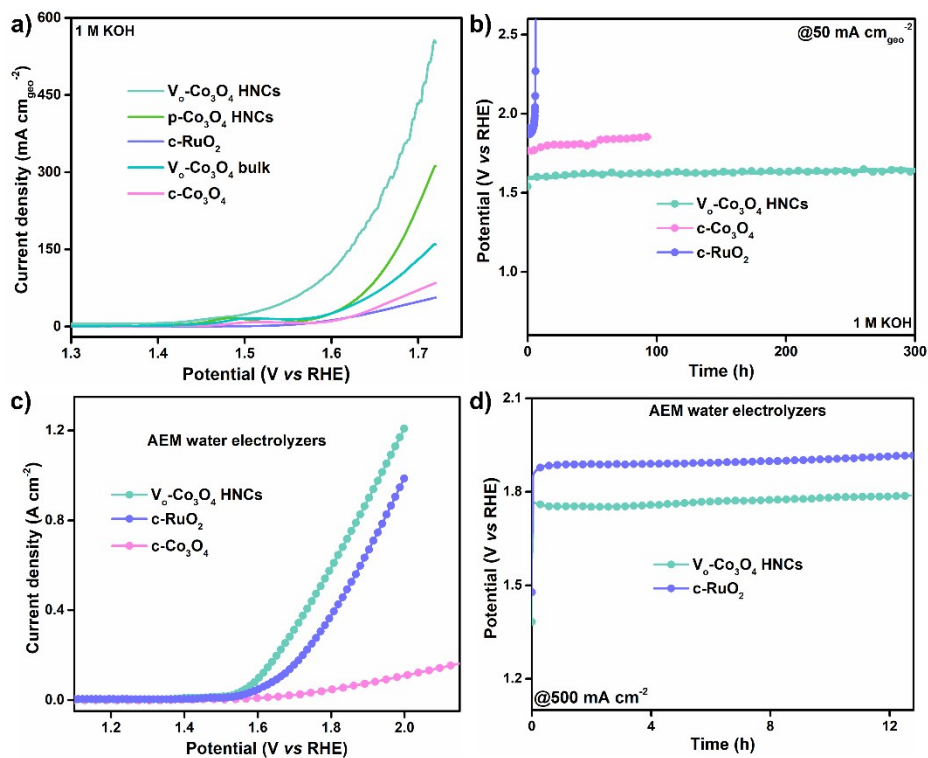 a)
1 M KOH
V₀-Co₃O₄ HNCs
p-Co₃O₄ HNCs
c-RuO₂
V₀-Co₃O₄ bulk
c-Co₃O₄
Current density (mA cm_geo⁻²)
600
450
300
150
0
1.3 1.4 1.5 1.6 1.7
Potential (V vs RHE)
b)
@50 mA cm_geo⁻²
V₀-Co₃O₄ HNCs
c-Co₃O₄
c-RuO₂
1 M KOH
Potential (V vs RHE)
2.5
2.0
1.5
1.0
0 100 200 300
Time (h)
c)
AEM water electrolyzers
V₀-Co₃O₄ HNCs
c-RuO₂
c-Co₃O₄
Current density (A cm⁻²)
1.2
0.8
0.4
0.0
1.2 1.4 1.6 1.8 2.0
Potential (V vs RHE)
d)
AEM water electrolyzers
V₀-Co₃O₄ HNCs
c-RuO₂
@500 mA cm⁻²
Potential (V vs RHE)
2.1
1.8
1.5
1.2
0 4 8 12
Time (h)